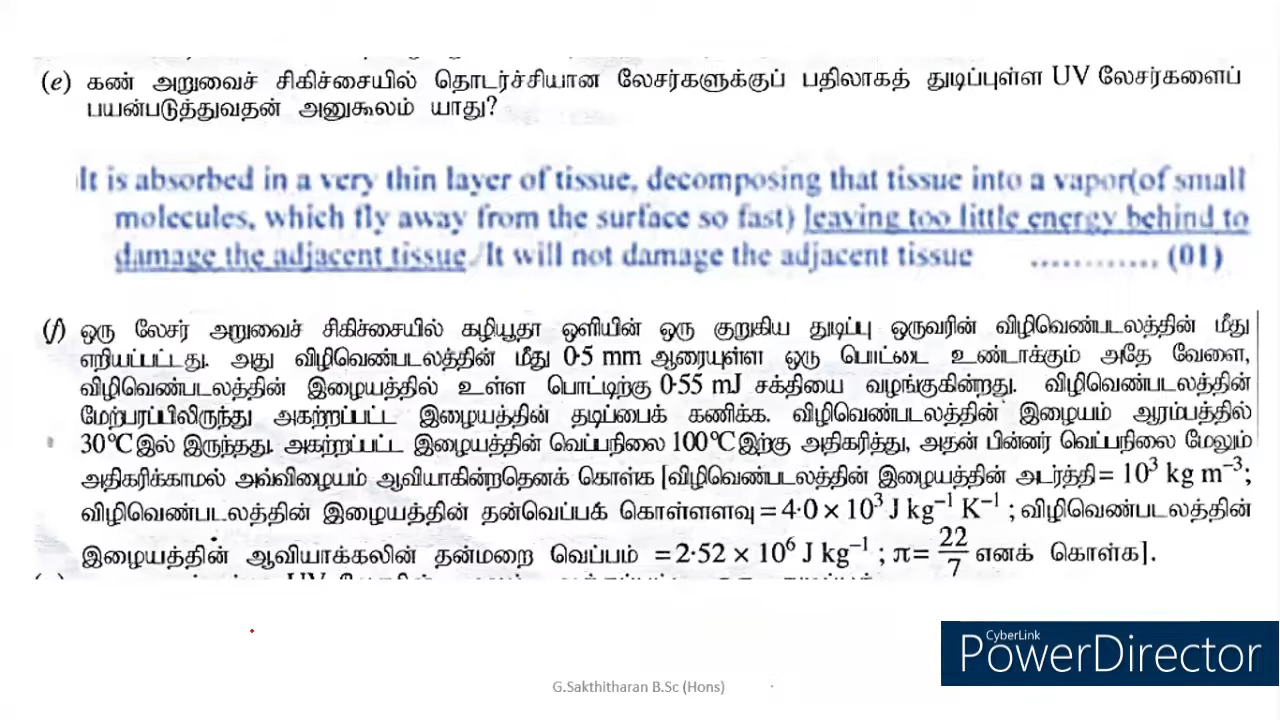 (e) கண் அறுவைச் சிகிச்சையில் தொடர்ச்சியான லேசர்களுக்குப் பதிலாகத் துடிப்புள்ள UV லேசர்களைப்
பயன்படுத்துவதன் அனுகூலம் யாது?
It is absorbed in a very thin layer of tissue, decomposing that tissue into a vapor(of small
molecules, which fly away from the surface so fast) leaving too little energy behind to
damage the adjacent tissue / It will not damage the adjacent tissue ............ (01)
(f) ஒரு லேசர் அறுவைச் சிகிச்சையில் கழியூதா ஒளியின் ஒரு குறுகிய துடிப்பு ஒருவரின் விழிவெண்படலத்தின் மீது
எறியப்பட்டது. அது விழிவெண்படலத்தின் மீது 0·5 mm ஆரையுள்ள ஒரு பொட்டை உண்டாக்கும் அதே வேளை,
விழிவெண்படலத்தின் இழையத்தில் உள்ள பொட்டிற்கு 0·55 mJ சக்தியை வழங்குகின்றது. விழிவெண்படலத்தின்
மேற்பரப்பிலிருந்து அகற்றப்பட்ட இழையத்தின் தடிப்பைக் கணிக்க. விழிவெண்படலத்தின் இழையம் ஆரம்பத்தில்
30°C இல் இருந்தது. அகற்றப்பட்ட இழையத்தின் வெப்பநிலை 100°C இற்கு அதிகரித்து, அதன் பின்னர் வெப்பநிலை மேலும்
அதிகரிக்காமல் அவ்விழையம் ஆவியாகின்றதெனக் கொள்க [விழிவெண்படலத்தின் இழையத்தின் அடர்த்தி = 10³ kg m⁻³;
விழிவெண்படலத்தின் இழையத்தின் தன்வெப்பக் கொள்ளளவு = 4·0 × 10³ J kg⁻¹ K⁻¹ ; விழிவெண்படலத்தின்
இழையத்தின் ஆவியாக்கலின் தன்மறை வெப்பம் = 2·52 × 10⁶ J kg⁻¹ ; π = 22/7 எனக் கொள்க].
CyberLink
PowerDirector
G.Sakthitharan B.Sc (Hons)